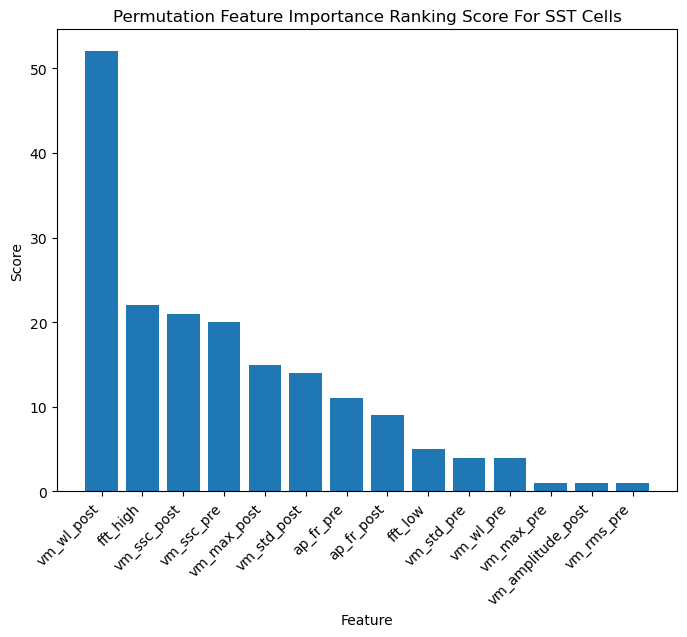 Permutation Feature Importance Ranking Score For SST Cells
50
40
30
20
10
0
Score
vm_wl_post
fft_high
vm_ssc_post
vm_ssc_pre
vm_max_post
vm_std_post
ap_fr_pre
ap_fr_post
fft_low
vm_std_pre
vm_wl_pre
vm_max_pre
vm_amplitude_post
vm_rms_pre
Feature